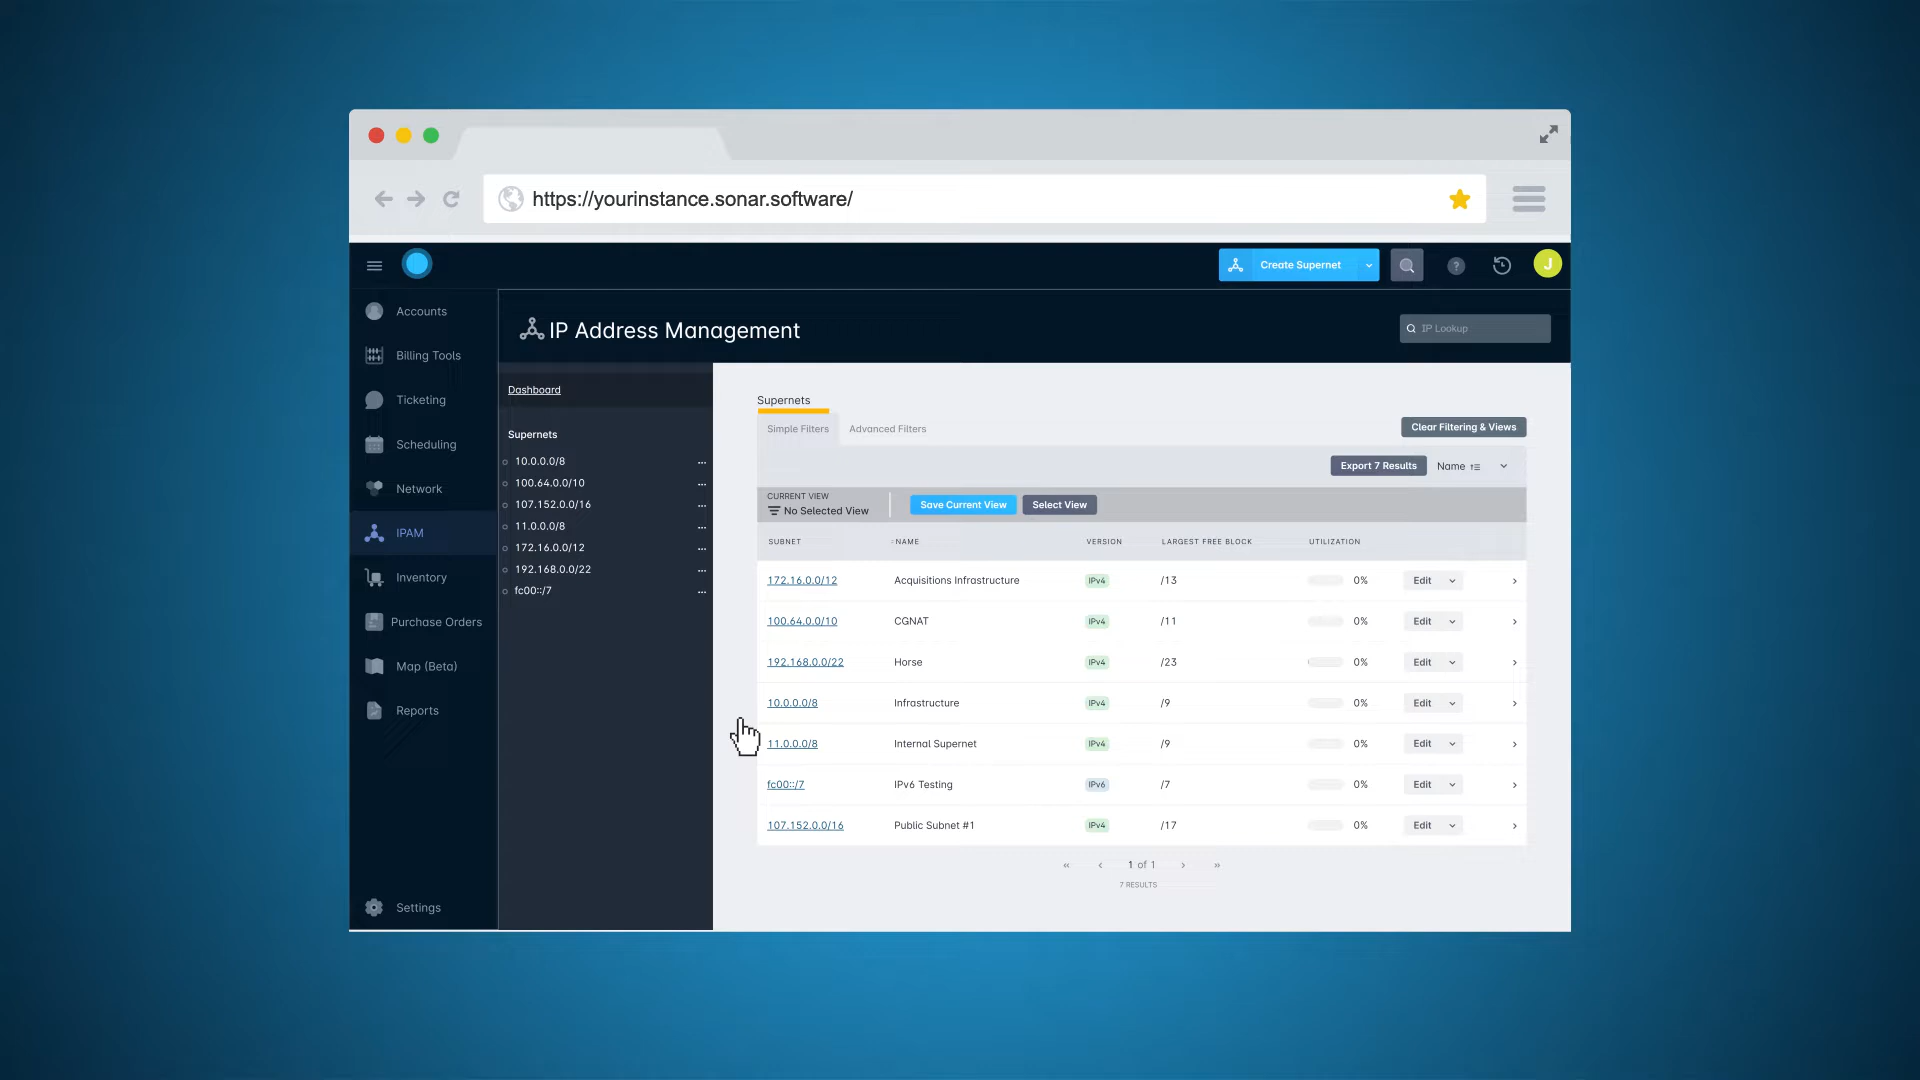 https://yourinstance.sonar.software/
Create Supernet
?
J
Accounts
Billing Tools
Ticketing
Scheduling
Network
IPAM
Inventory
Purchase Orders
Map (Beta)
Reports
Settings
IP Address Management
IP Lookup
Dashboard
Supernets
10.0.0.0/8 ...
100.64.0.0/10 ...
107.152.0.0/16 ...
11.0.0.0/8 ...
172.16.0.0/12 ...
192.168.0.0/22 ...
fc00::/7 ...
Supernets
Simple Filters Advanced Filters
Clear Filtering & Views
Export 7 Results Name
CURRENT VIEW
No Selected View
Save Current View Select View
SUBNET NAME VERSION LARGEST FREE BLOCK UTILIZATION
172.16.0.0/12 Acquisitions Infrastructure IPv4 /13 0% Edit
100.64.0.0/10 CGNAT IPv4 /11 0% Edit
192.168.0.0/22 Horse IPv4 /23 0% Edit
10.0.0.0/8 Infrastructure IPv4 /9 0% Edit
11.0.0.0/8 Internal Supernet IPv4 /9 0% Edit
fc00::/7 IPv6 Testing IPv6 /7 0% Edit
107.152.0.0/16 Public Subnet #1 IPv4 /17 0% Edit
« ‹ 1 of 1 › »
7 RESULTS